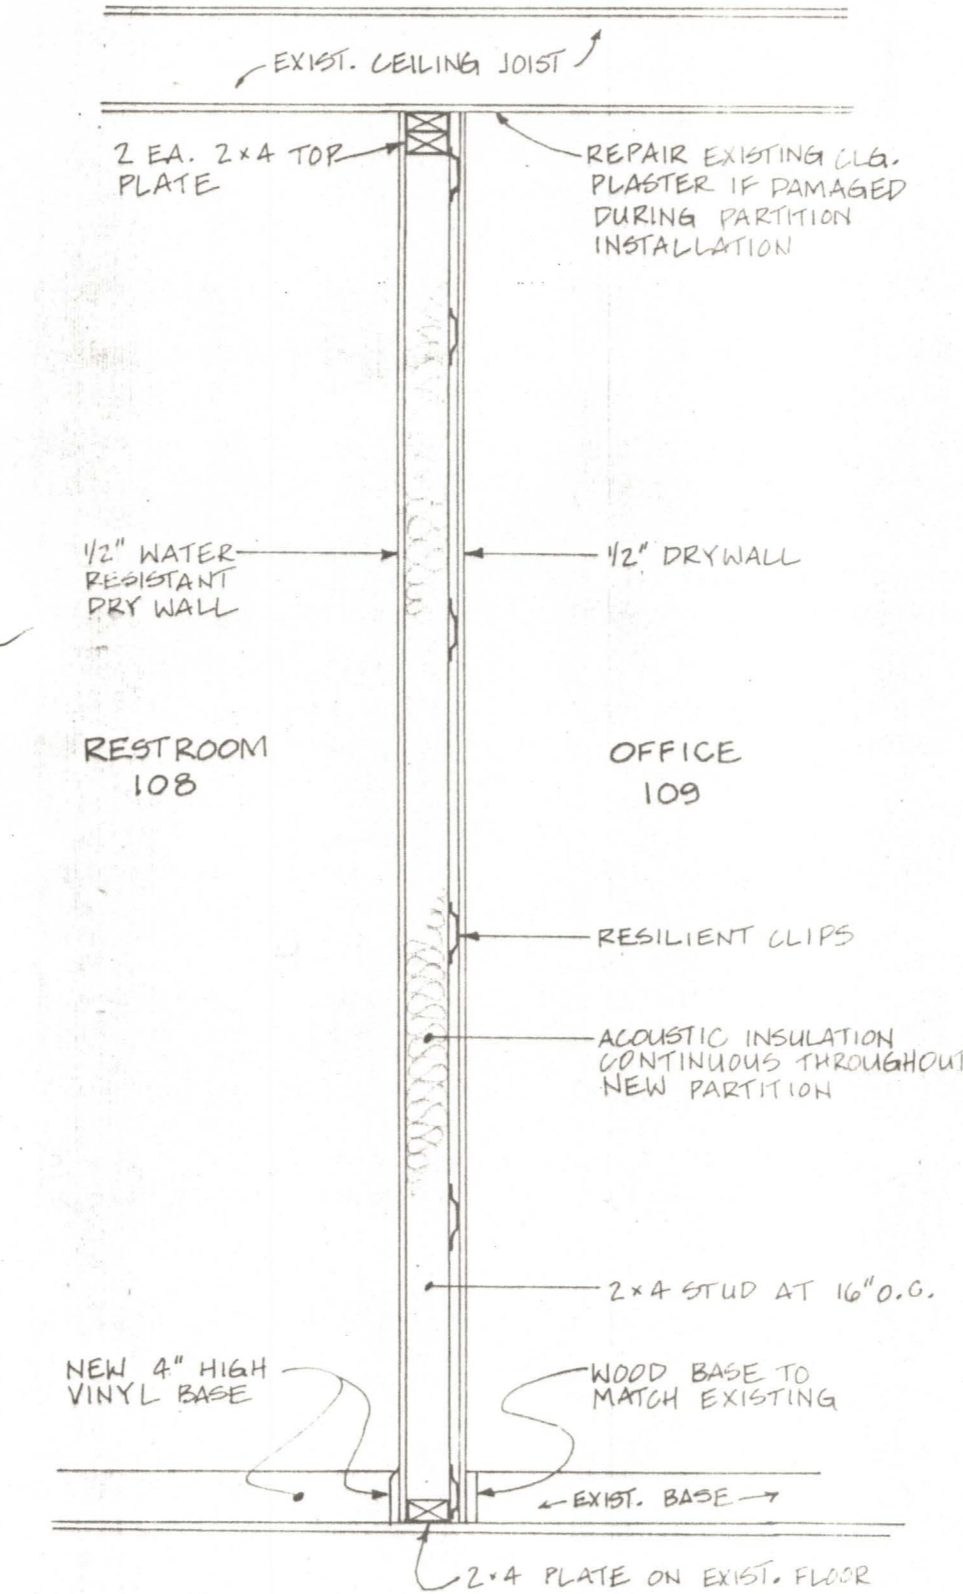 EXIST. CEILING JOIST
2 EA. 2x4 TOP
PLATE
REPAIR EXISTING CLG.
PLASTER IF DAMAGED
DURING PARTITION
INSTALLATION
1/2" WATER
RESISTANT
DRY WALL
1/2" DRYWALL
RESTROOM
108
OFFICE
109
RESILIENT CLIPS
ACOUSTIC INSULATION
CONTINUOUS THROUGHOUT
NEW PARTITION
2x4 STUD AT 16" O.C.
NEW 4" HIGH
VINYL BASE
WOOD BASE TO
MATCH EXISTING
EXIST. BASE
2x4 PLATE ON EXIST. FLOOR